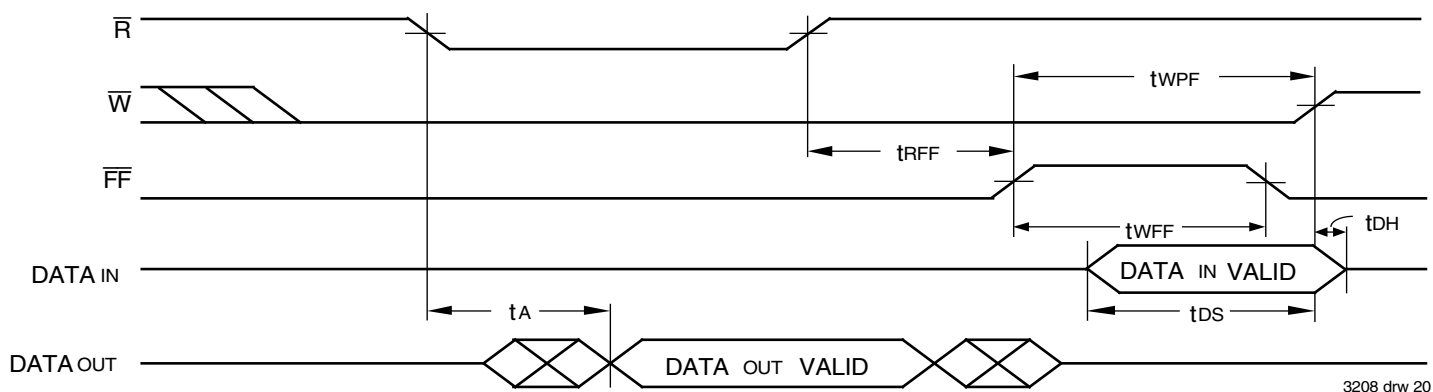 R̅
tWPF
W̅
tRFF
F̅F̅
tWFF
tDH
DATA IN
DATA IN VALID
tA
tDS
DATA OUT
DATA OUT VALID
3208 drw 20